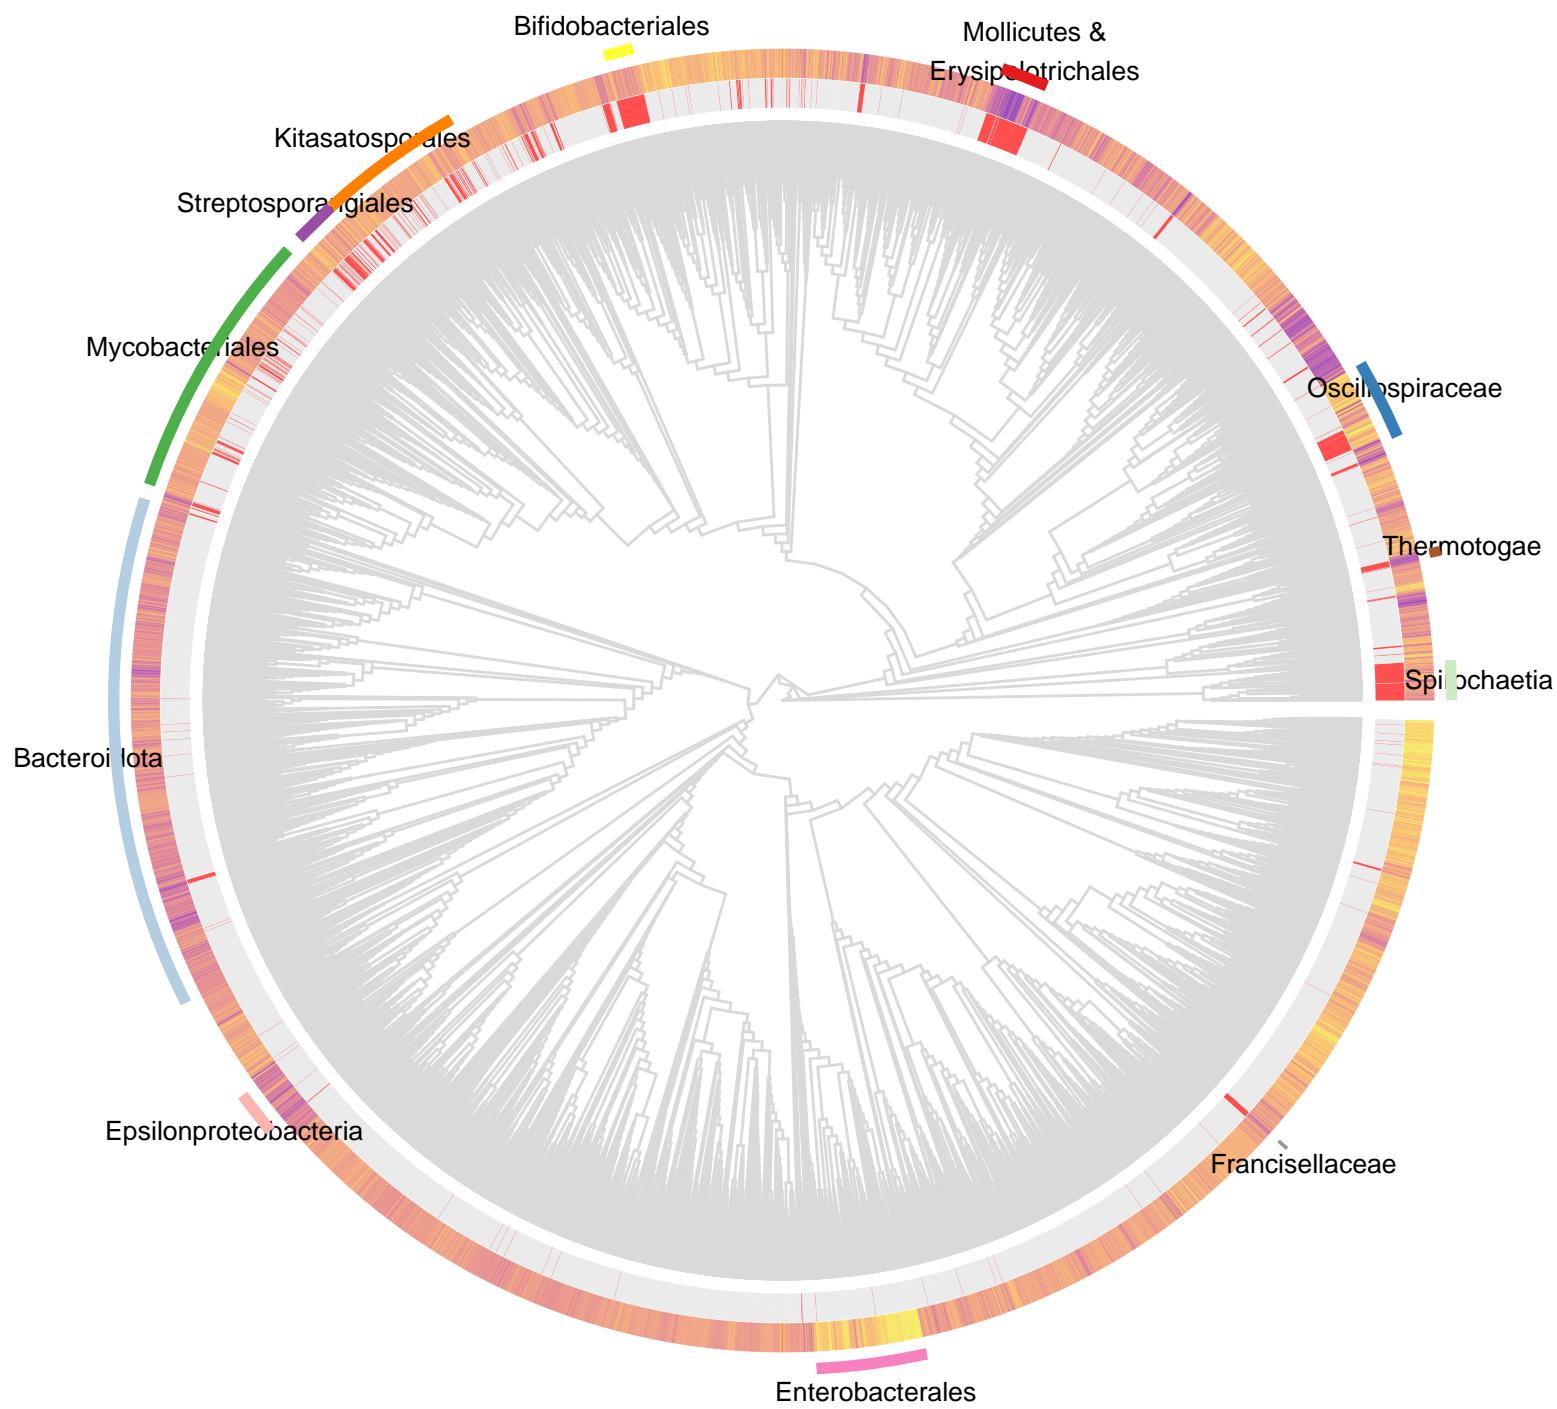 Bifidobacteriales
Mollicutes &
Erysipelotrichales
Kitasatosporales
Streptosporangiales
Mycobacteriales
Oscillospiraceae
Thermotogae
Spirochaetia
Bacteroidota
Epsilonproteobacteria
Francisellaceae
Enterobacterales